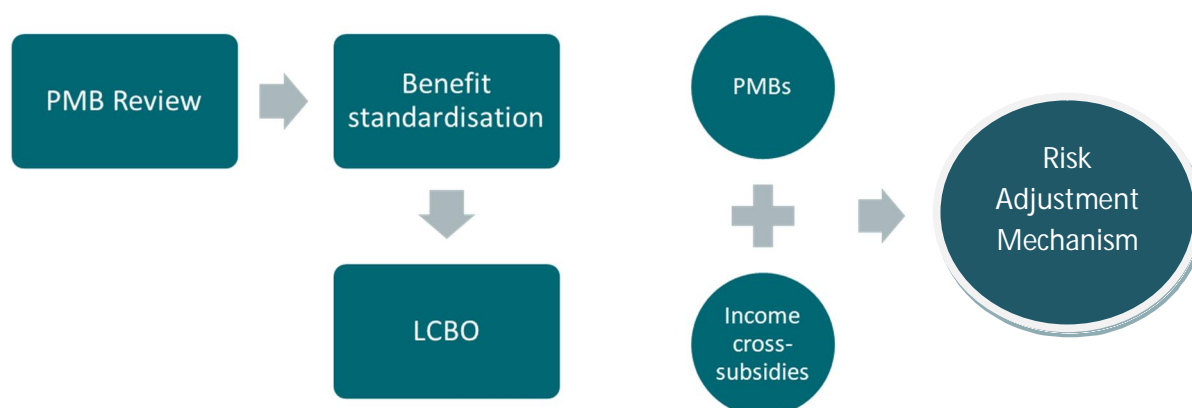 PMB Review
Benefit
standardisation
LCBO
PMBs
Income
cross-
subsidies
Risk
Adjustment
Mechanism